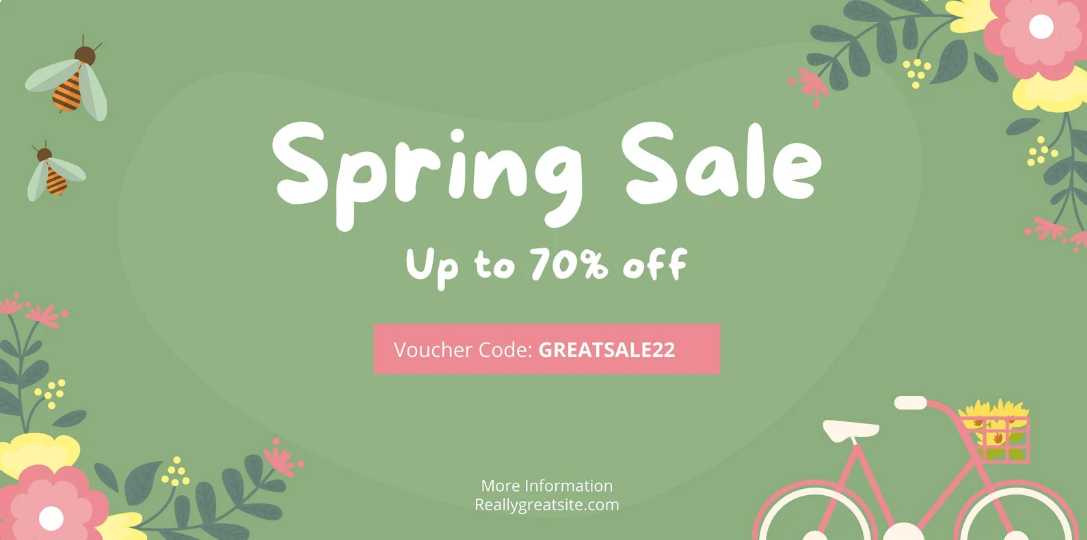 Spring Sale
Up to 70% off
Voucher Code: GREATSALE22
More Information
Reallygreatsite.com